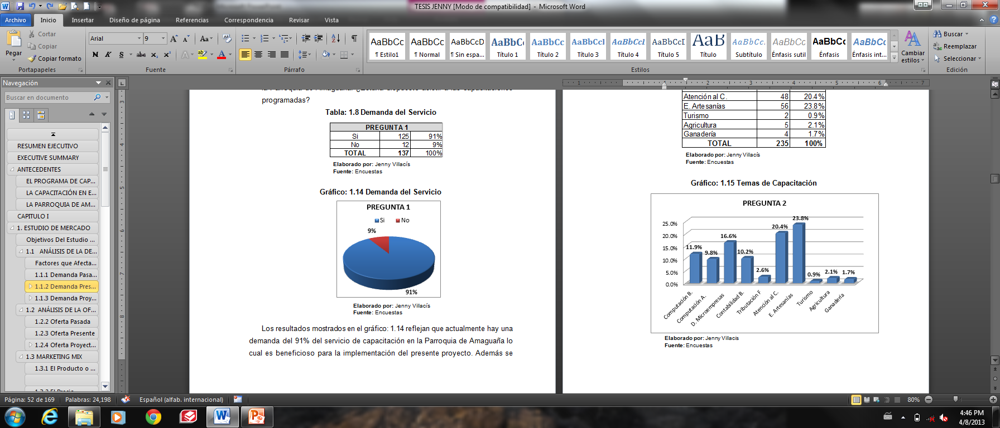 TESIS JENNY [Modo de compatibilidad] - Microsoft Word
Archivo Inicio Insertar Diseño de página Referencias Correspondencia Revisar Vista
Pegar
Cortar
Copiar
Copiar formato
Portapapeles
Arial 9
N K S abc x₂ x²
Fuente
Párrafo
AaBbCc AaBbCc AaBbCcD AaBbC AaBbCc AaBbCcI AaBbCcI AaBbCcI AaB AaBbCc. AaBbCc AaBbCc AaBbCc
¶ Estilo1 ¶ Normal ¶ Sin espa... Título 1 Título 2 Título 3 Título 4 Título 5 Título Subtítulo Énfasis sutil Énfasis Énfasis int...
Estilos
Cambiar estilos
Buscar
Reemplazar
Seleccionar
Edición
Navegación
Buscar en documento
RESUMEN EJECUTIVO
EXECUTIVE SUMMARY
ANTECEDENTES
EL PROGRAMA DE CAP...
LA CAPACITACIÓN EN E...
LA PARROQUIA DE AM...
CAPITULO I
1. ESTUDIO DE MERCADO
Objetivos Del Estudio ...
1.1 ANÁLISIS DE LA DE...
Factores que Afecta...
1.1.1 Demanda Pasa...
1.1.2 Demanda Pres...
1.1.3 Demanda Proy...
1.2 ANÁLISIS DE LA OF...
1.2.2 Oferta Pasada
1.2.3 Oferta Presente
1.2.4 Oferta Proyect...
1.3 MARKETING MIX
1.3.1 El Producto o ...
programadas?
Tabla: 1.8 Demanda del Servicio
PREGUNTA 1
Si 125 91%
No 12 9%
TOTAL 137 100%
Elaborado por: Jenny Villacís
Fuente: Encuestas
Gráfico: 1.14 Demanda del Servicio
PREGUNTA 1
Si No
9%
91%
Elaborado por: Jenny Villacís
Fuente: Encuestas
Los resultados mostrados en el gráfico: 1.14 reflejan que actualmente hay una
demanda del 91% del servicio de capacitación en la Parroquia de Amaguaña lo
cual es beneficioso para la implementación del presente proyecto. Además se
1 1 2 3 4 5 6 7
Atención al C. 48 20.4%
E. Artesanías 56 23.8%
Turismo 2 0.9%
Agricultura 5 2.1%
Ganadería 4 1.7%
TOTAL 235 100%
Elaborado por: Jenny Villacís
Fuente: Encuestas
Gráfico: 1.15 Temas de Capacitación
PREGUNTA 2
25.0%
20.0%
15.0%
10.0%
5.0%
0.0%
11.9% 9.8% 16.6% 10.2% 2.6% 20.4% 23.8% 0.9% 2.1% 1.7%
Computación B. Computación A. D. Microempresas Contabilidad B. Tributación F Atención al C. E. Artesanías Turismo Agricultura Ganadería
Elaborado por: Jenny Villacís
Fuente: Encuestas
Página: 52 de 169 Palabras: 24,198 Español (alfab. internacional) 80%
4:46 PM
4/8/2013